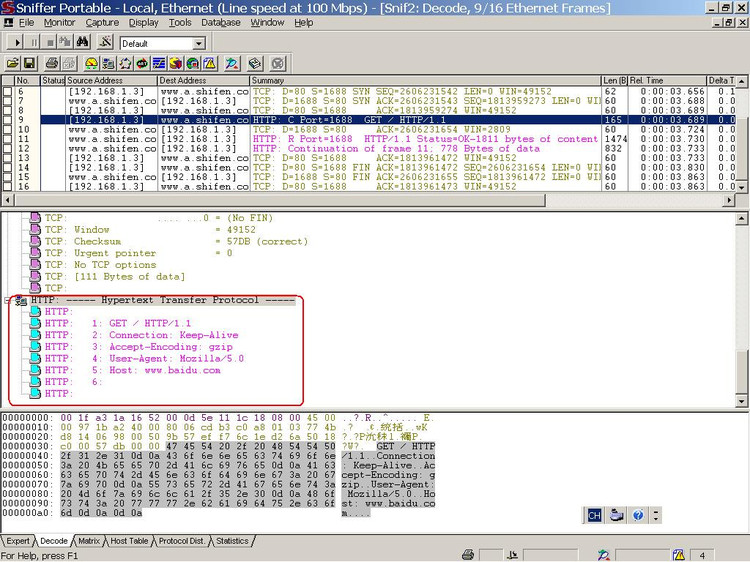 Sniffer Portable - Local, Ethernet (Line speed at 100 Mbps) - [Snif2: Decode, 9/16 Ethernet Frames]
File Monitor Capture Display Tools Database Window Help
Default
No. Status Source Address Dest Address Summary Len (B Rel. Time Delta T
6 [192.168.1.3] www.a.shifen.co TCP: D=80 S=1688 SYN SEQ=2606231542 LEN=0 WIN=49152 62 0:00:03.656 0.1
7 www.a.shifen.co [192.168.1.3] TCP: D=1688 S=80 SYN ACK=2606231543 SEQ=1813959273 LEN=0 WI 60 0:00:03.688 0.0
8 [192.168.1.3] www.a.shifen.co TCP: D=80 S=1688 ACK=1813959274 WIN=49152 60 0:00:03.689 0.0
9 [192.168.1.3] www.a.shifen.co HTTP: C Port=1688 GET / HTTP/1.1 165 0:00:03.689 0.0
10 www.a.shifen.co [192.168.1.3] TCP: D=1688 S=80 ACK=2606231654 WIN=2809 60 0:00:03.724 0.0
11 www.a.shifen.co [192.168.1.3] HTTP: R Port=1688 HTTP/1.1 Status=OK-1811 bytes of content 1474 0:00:03.733 0.0
12 www.a.shifen.co [192.168.1.3] HTTP: Continuation of frame 11; 778 Bytes of data 832 0:00:03.733 0.0
13 [192.168.1.3] www.a.shifen.co TCP: D=80 S=1688 ACK=1813961472 WIN=49152 60 0:00:03.733 0.0
14 [192.168.1.3] www.a.shifen.co TCP: D=80 S=1688 FIN ACK=1813961472 SEQ=2606231654 LEN=0 WI 60 0:00:03.830 0.0
15 www.a.shifen.co [192.168.1.3] TCP: D=1688 S=80 FIN ACK=2606231655 SEQ=1813961472 LEN=0 WI 60 0:00:03.863 0.0
16 [192.168.1.3] www.a.shifen.co TCP: D=80 S=1688 ACK=1813961473 WIN=49152 60 0:00:03.863 0.0
TCP: .... ...0 = (No FIN)
TCP: Window = 49152
TCP: Checksum = 57DB (correct)
TCP: Urgent pointer = 0
TCP: No TCP options
TCP: [111 Bytes of data]
TCP:
HTTP: ----- Hypertext Transfer Protocol -----
HTTP:
HTTP: 1: GET / HTTP/1.1
HTTP: 2: Connection: Keep-Alive
HTTP: 3: Accept-Encoding: gzip
HTTP: 4: User-Agent: Mozilla/5.0
HTTP: 5: Host: www.baidu.com
HTTP: 6:
HTTP:
00000000: 00 1f a3 1a 16 52 00 0d 5e 11 1c 18 08 00 45 00 ..?.R..^.....E.
00000010: 00 97 1b a2 40 00 80 06 cd b3 c0 a8 01 03 77 4b
00000020: d8 14 06 98 00 50 9b 57 ef f7 6c 1e d2 6a 50 18
00000030: c0 00 57 db 00 00 47 45 54 20 2f 20 48 54 54 50 ?W?..GET / HTTP
00000040: 2f 31 2e 31 0d 0a 43 6f 6e 6e 65 63 74 69 6f 6e /1.1..Connection
00000050: 3a 20 4b 65 65 70 2d 41 6c 69 76 65 0d 0a 41 63 : Keep-Alive..Ac
00000060: 63 65 70 74 2d 45 6e 63 6f 64 69 6e 67 3a 20 67 cept-Encoding: g
00000070: 7a 69 70 0d 0a 55 73 65 72 2d 41 67 65 6e 74 3a zip..User-Agent:
00000080: 20 4d 6f 7a 69 6c 6c 61 2f 35 2e 30 0d 0a 48 6f Mozilla/5.0..Ho
00000090: 73 74 3a 20 77 77 77 2e 62 61 69 64 75 2e 63 6f st: www.baidu.co
000000a0: 6d 0d 0a 0d 0a m....
CH
Expert Decode Matrix Host Table Protocol Dist. Statistics
For Help, press F1 4